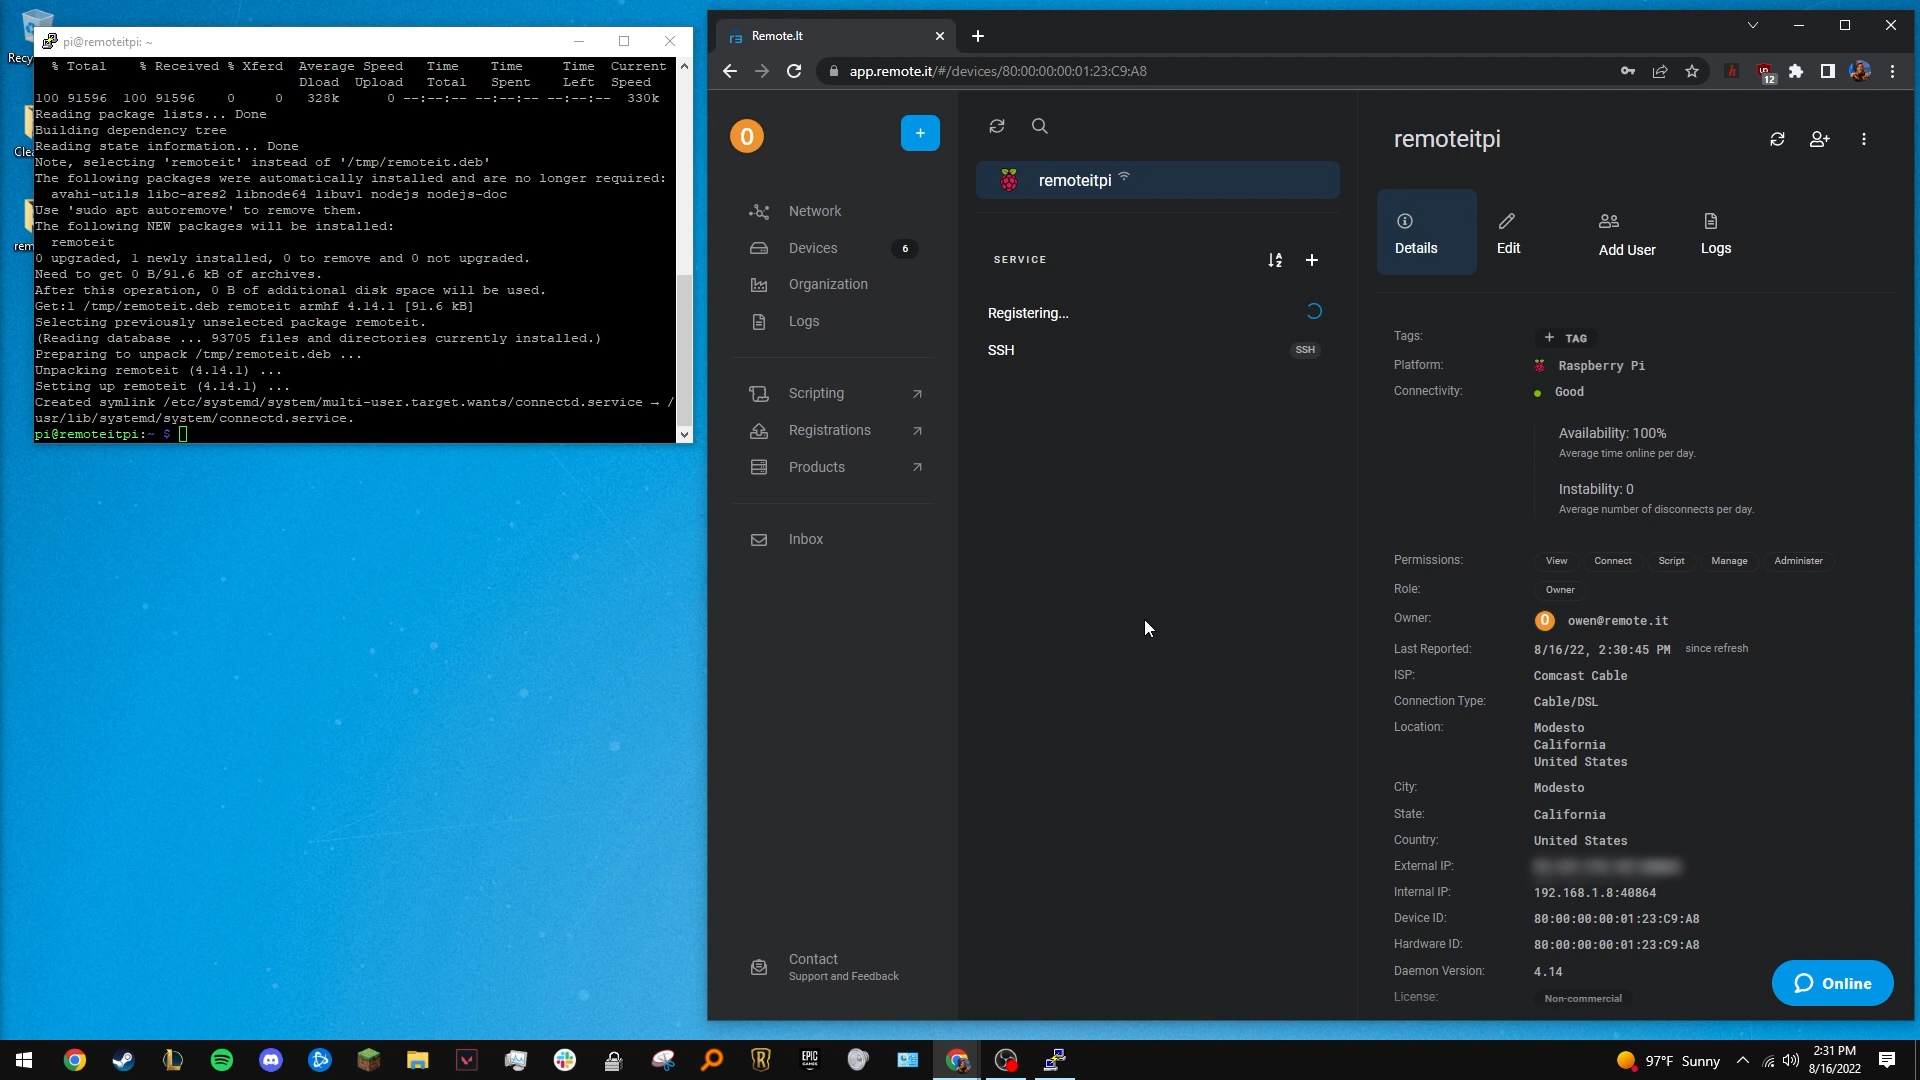 Recy
Clea
rem
pi@remoteitpi: ~
% Total % Received % Xferd Average Speed Time Time Time Current
Dload Upload Total Spent Left Speed
100 91596 100 91596 0 0 328k 0 --:--:-- --:--:-- --:--:-- 330k
Reading package lists... Done
Building dependency tree
Reading state information... Done
Note, selecting 'remoteit' instead of '/tmp/remoteit.deb'
The following packages were automatically installed and are no longer required:
avahi-utils libc-ares2 libnode64 libuv1 nodejs nodejs-doc
Use 'sudo apt autoremove' to remove them.
The following NEW packages will be installed:
remoteit
0 upgraded, 1 newly installed, 0 to remove and 0 not upgraded.
Need to get 0 B/91.6 kB of archives.
After this operation, 0 B of additional disk space will be used.
Get:1 /tmp/remoteit.deb remoteit armhf 4.14.1 [91.6 kB]
Selecting previously unselected package remoteit.
(Reading database ... 93705 files and directories currently installed.)
Preparing to unpack /tmp/remoteit.deb ...
Unpacking remoteit (4.14.1) ...
Setting up remoteit (4.14.1) ...
Created symlink /etc/systemd/system/multi-user.target.wants/connectd.service → /
usr/lib/systemd/system/connectd.service.
pi@remoteitpi:~ $
Remote.It
app.remote.it/#/devices/80:00:00:00:01:23:C9:A8
12
O
+
Network
Devices 6
Organization
Logs
Scripting
Registrations
Products
Inbox
Contact
Support and Feedback
remoteitpi
SERVICE
Registering...
SSH SSH
remoteitpi
Details
Edit
Add User
Logs
Tags: + TAG
Platform: Raspberry Pi
Connectivity: Good
Availability: 100%
Average time online per day.
Instability: 0
Average number of disconnects per day.
Permissions: View Connect Script Manage Administer
Role: Owner
Owner: O owen@remote.it
Last Reported: 8/16/22, 2:30:45 PM since refresh
ISP: Comcast Cable
Connection Type: Cable/DSL
Location: Modesto
California
United States
City: Modesto
State: California
Country: United States
External IP:
Internal IP: 192.168.1.8:40864
Device ID: 80:00:00:00:01:23:C9:A8
Hardware ID: 80:00:00:00:01:23:C9:A8
Daemon Version: 4.14
License: Non-commercial
Online
EPIC
GAMES
97°F Sunny
2:31 PM
8/16/2022